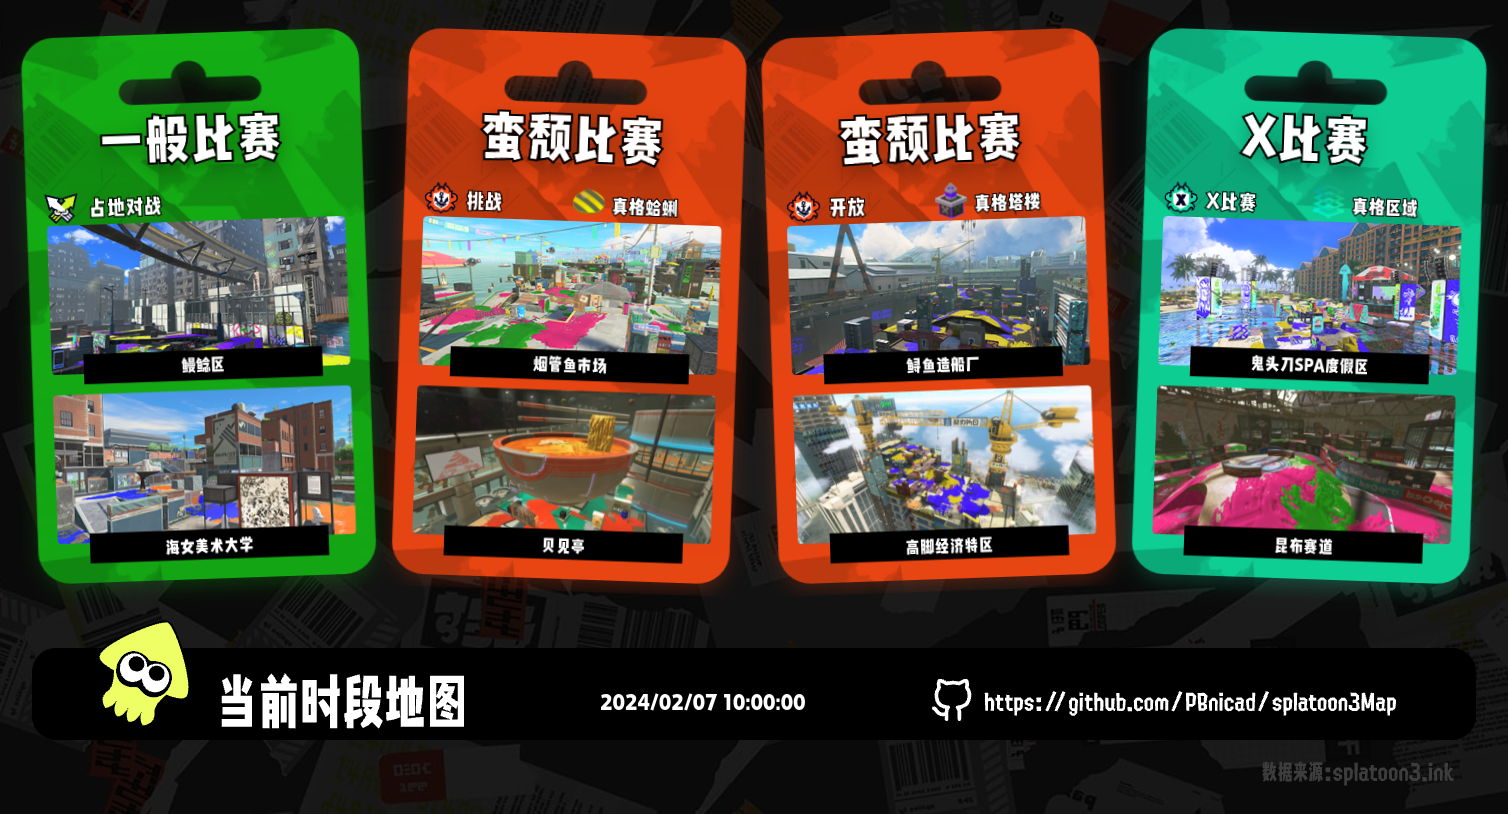 一般比赛
占地对战
鳗鲶区
海女美术大学
蛮颓比赛
挑战
真格蛤蜊
烟管鱼市场
贝见亭
蛮颓比赛
开放
真格塔楼
鲟鱼造船厂
高脚经济特区
X比赛
X比赛
真格区域
鬼头刀SPA度假区
昆布赛道
当前时段地图
2024/02/07 10:00:00
https://github.com/PBnicad/splatoon3Map
数据来源:splatoon3.ink